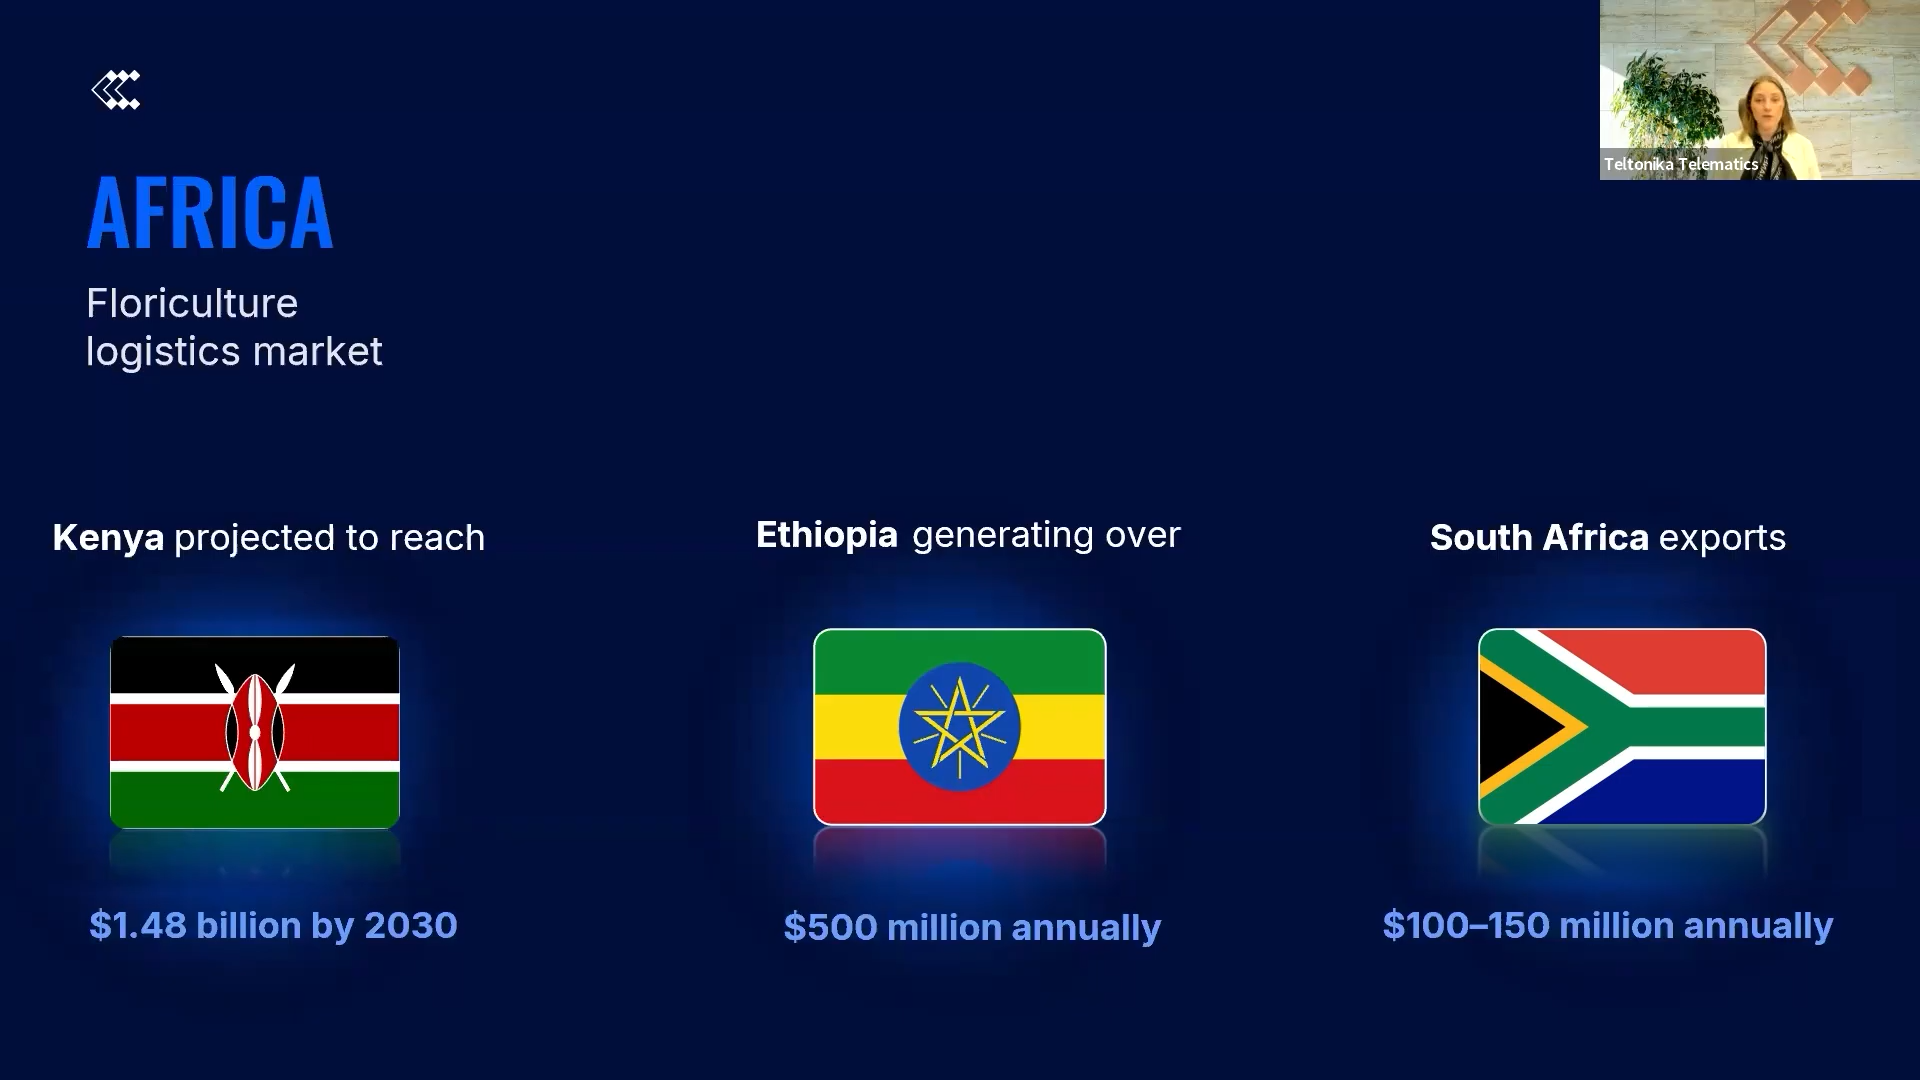 Teltonika Telematics
AFRICA
Floriculture
logistics market
Kenya projected to reach
$1.48 billion by 2030
Ethiopia generating over
$500 million annually
South Africa exports
$100–150 million annually